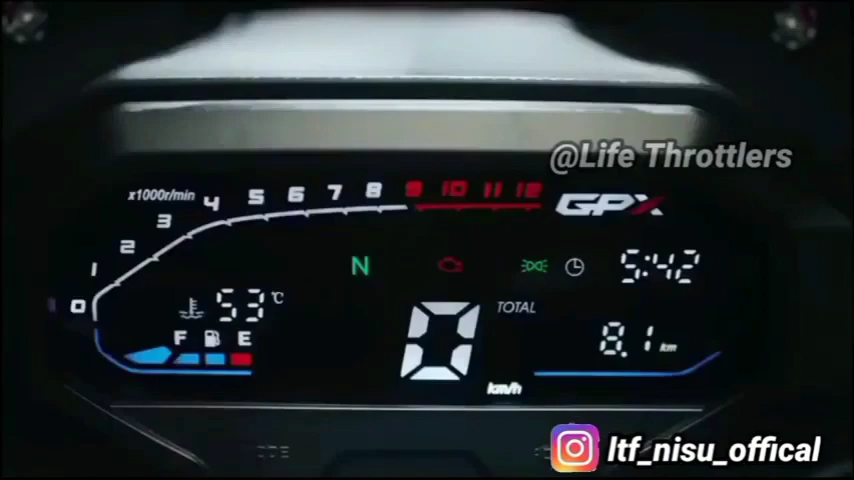 @Life Throttlers
x1000r/min
0 1 2 3 4 5 6 7 8 9 10 11 12
GPX
N
5:42
53 °C
F E
0 km/h
TOTAL
8.1 km
ltf_nisu_offical